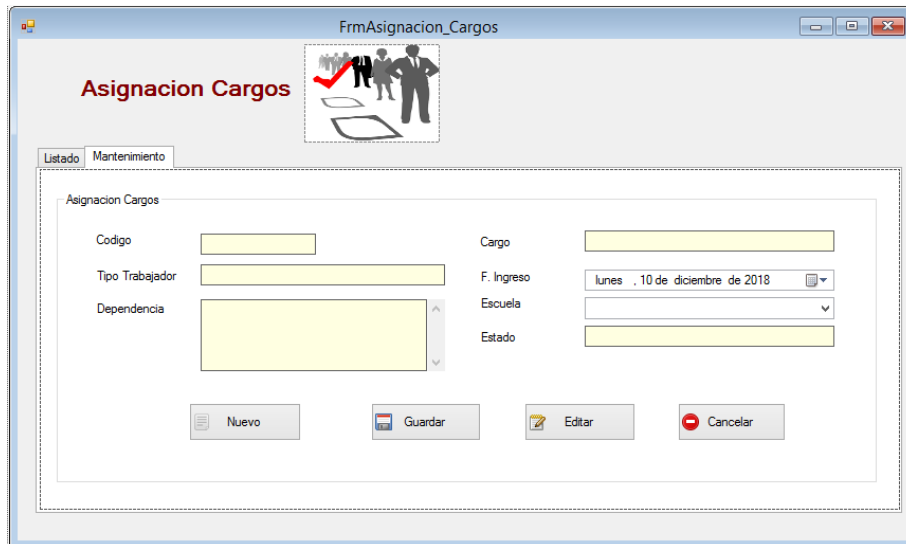 FrmAsignacion_Cargos
Asignacion Cargos
Listado
Mantenimiento
Asignacion Cargos
Codigo
Cargo
Tipo Trabajador
F. Ingreso
lunes , 10 de diciembre de 2018
Dependencia
Escuela
Estado
Nuevo
Guardar
Editar
Cancelar